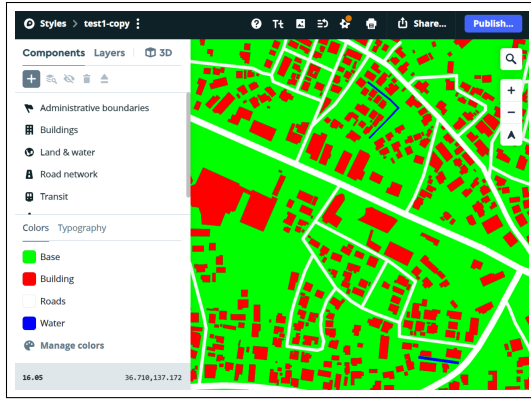 Styles > test1-copy
Tt
Share...
Publish...
Components Layers 3D
Administrative boundaries
Buildings
Land & water
Road network
Transit
Colors Typography
Base
Building
Roads
Water
Manage colors
16.05 36.710,137.172